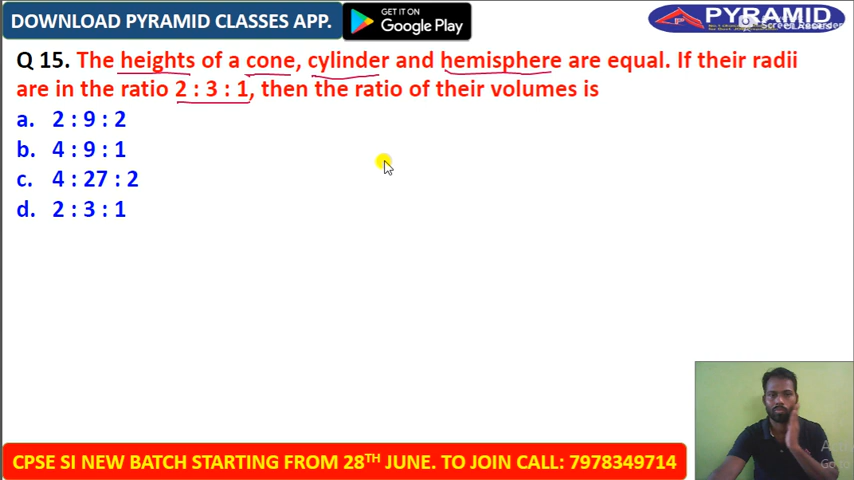 DOWNLOAD PYRAMID CLASSES APP.
GET IT ON
Google Play
PYRAMID
Screen Recorder
Q 15. The heights of a cone, cylinder and hemisphere are equal. If their radii
are in the ratio 2 : 3 : 1, then the ratio of their volumes is
a. 2 : 9 : 2
b. 4 : 9 : 1
c. 4 : 27 : 2
d. 2 : 3 : 1
CPSE SI NEW BATCH STARTING FROM 28TH JUNE. TO JOIN CALL: 7978349714